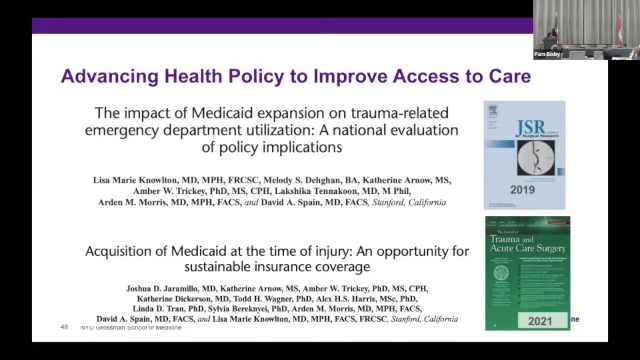 Advancing Health Policy to Improve Access to Care
The impact of Medicaid expansion on trauma-related
emergency department utilization: A national evaluation
of policy implications
Lisa Marie Knowlton, MD, MPH, FRCSC, Melody S. Dehghan, BA, Katherine Arnow, MS,
Amber W. Trickey, PhD, MS, CPH, Lakshika Tennakoon, MD, M Phil,
Arden M. Morris, MD, MPH, FACS, and David A. Spain, MD, FACS, Stanford, California
JSR
Surgical Research
2019
Acquisition of Medicaid at the time of injury: An opportunity for
sustainable insurance coverage
Joshua D. Jaramillo, MD, Katherine Arnow, MS, Amber W. Trickey, PhD, MS, CPH,
Katherine Dickerson, MD, Todd H. Wagner, PhD, Alex H.S. Harris, MSc, PhD,
Linda D. Tran, PhD, Sylvia Bereknyei, PhD, Arden M. Morris, MD, MPH, FACS,
David A. Spain, MD, FACS, and Lisa Marie Knowlton, MD, MPH, FACS, FRCSC, Stanford, California
The Journal of
Trauma and
Acute Care Surgery
2021
48
NYU Grossman School of Medicine
ne
Pam Bixby